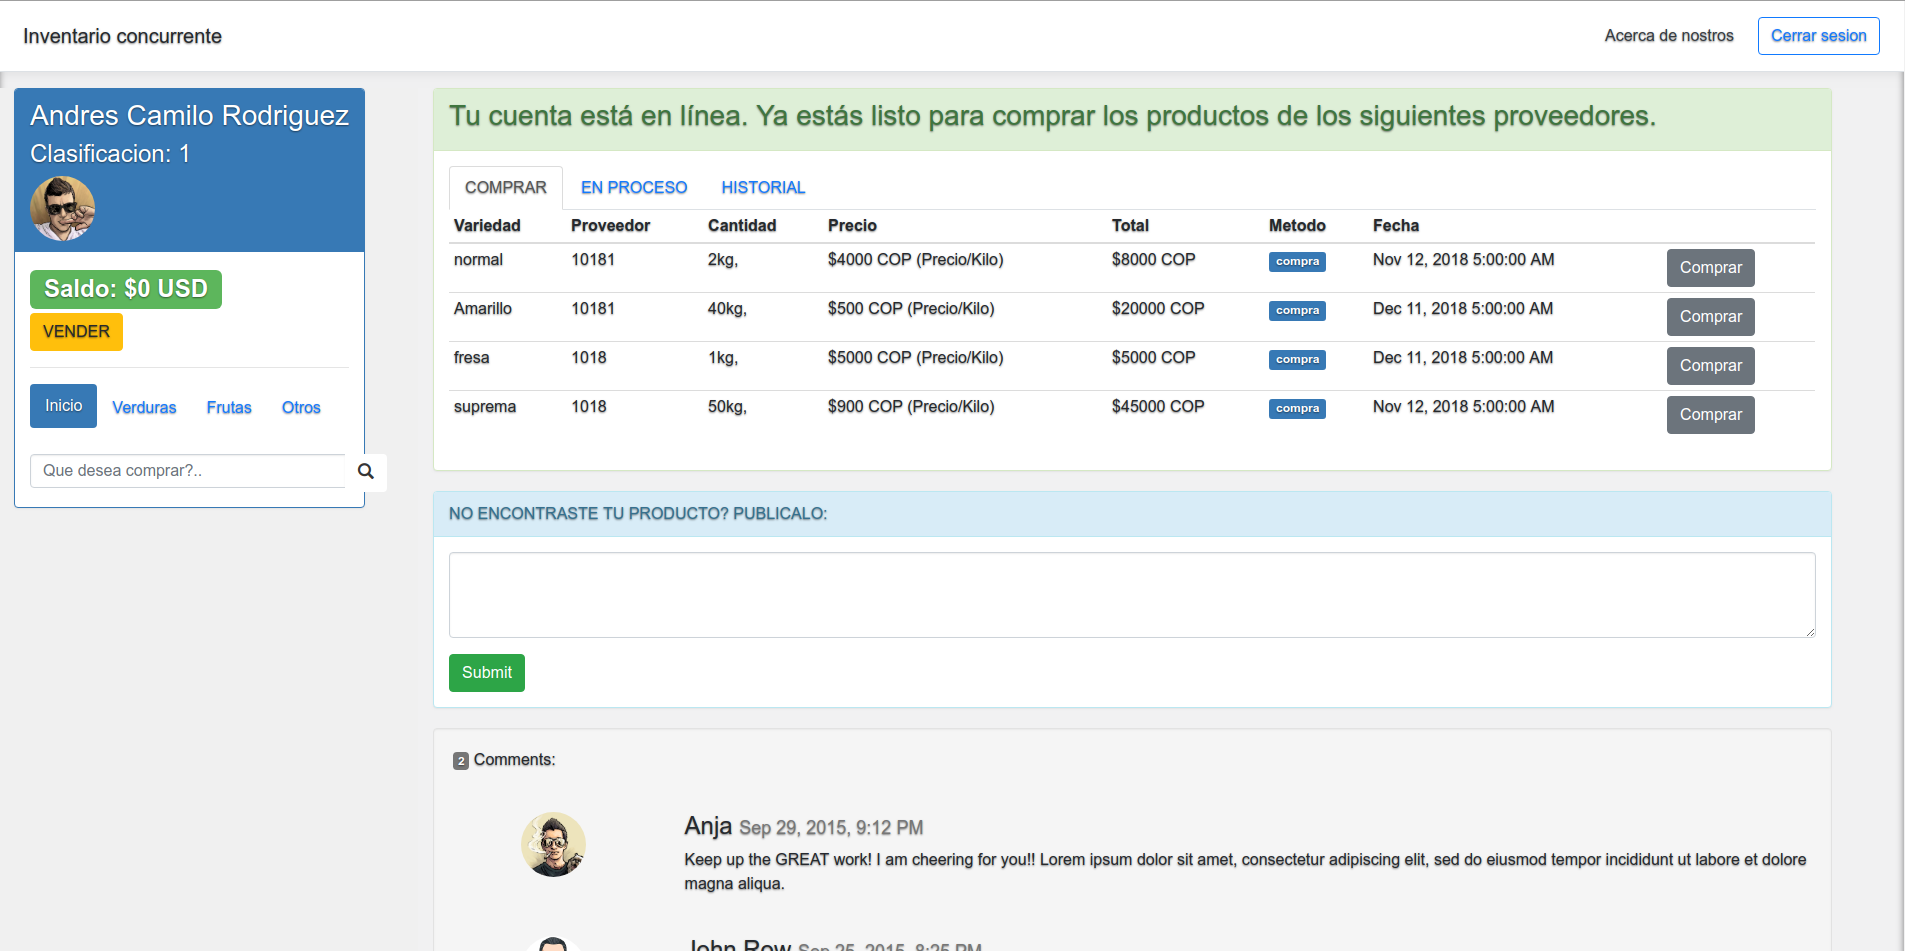 Inventario concurrente
Acerca de nostros
Cerrar sesion
Andres Camilo Rodriguez
Clasificacion: 1
Saldo: $0 USD
VENDER
Inicio Verduras Frutas Otros
Que desea comprar?..
Tu cuenta está en línea. Ya estás listo para comprar los productos de los siguientes proveedores.
COMPRAR EN PROCESO HISTORIAL
Variedad Proveedor Cantidad Precio Total Metodo Fecha
normal 10181 2kg, $4000 COP (Precio/Kilo) $8000 COP compra Nov 12, 2018 5:00:00 AM Comprar
Amarillo 10181 40kg, $500 COP (Precio/Kilo) $20000 COP compra Dec 11, 2018 5:00:00 AM Comprar
fresa 1018 1kg, $5000 COP (Precio/Kilo) $5000 COP compra Dec 11, 2018 5:00:00 AM Comprar
suprema 1018 50kg, $900 COP (Precio/Kilo) $45000 COP compra Nov 12, 2018 5:00:00 AM Comprar
NO ENCONTRASTE TU PRODUCTO? PUBLICALO:
Submit
2 Comments:
Anja Sep 29, 2015, 9:12 PM
Keep up the GREAT work! I am cheering for you!! Lorem ipsum dolor sit amet, consectetur adipiscing elit, sed do eiusmod tempor incididunt ut labore et dolore
magna aliqua.
John Row Sep 25, 2015, 8:25 PM